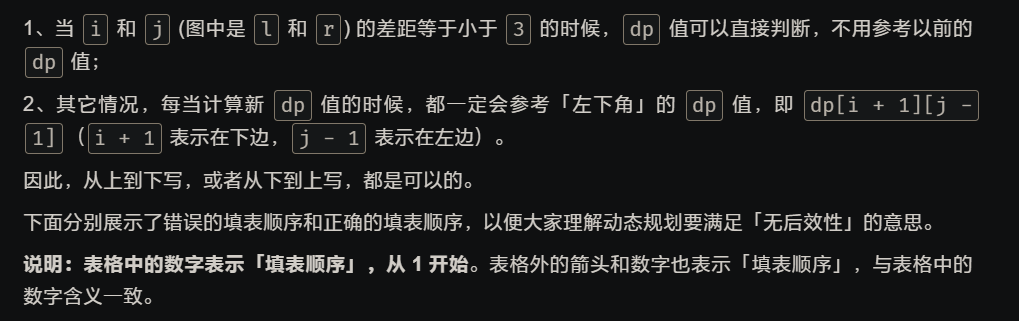 1、当 i 和 j (图中是 l 和 r) 的差距等于小于 3 的时候，dp 值可以直接判断，不用参考以前的
dp 值；
2、其它情况，每当计算新 dp 值的时候，都一定会参考「左下角」的 dp 值，即 dp[i + 1][j -
1]（i + 1 表示在下边，j - 1 表示在左边）。
因此，从上到下写，或者从下到上写，都是可以的。
下面分别展示了错误的填表顺序和正确的填表顺序，以便大家理解动态规划要满足「无后效性」的意思。
说明：表格中的数字表示「填表顺序」，从 1 开始。表格外的箭头和数字也表示「填表顺序」，与表格中的
数字含义一致。